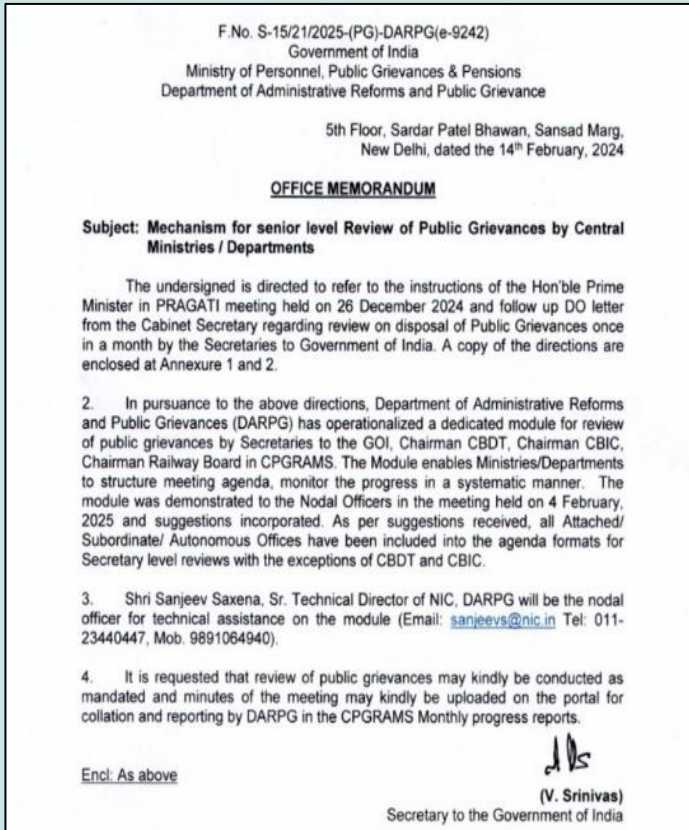 F.No. S-15/21/2025-(PG)-DARPG(e-9242)
Government of India
Ministry of Personnel, Public Grievances & Pensions
Department of Administrative Reforms and Public Grievance
5th Floor, Sardar Patel Bhawan, Sansad Marg,
New Delhi, dated the 14th February, 2024
OFFICE MEMORANDUM
Subject: Mechanism for senior level Review of Public Grievances by Central
Ministries / Departments
The undersigned is directed to refer to the instructions of the Hon'ble Prime
Minister in PRAGATI meeting held on 26 December 2024 and follow up DO letter
from the Cabinet Secretary regarding review on disposal of Public Grievances once
in a month by the Secretaries to Government of India. A copy of the directions are
enclosed at Annexure 1 and 2.
2. In pursuance to the above directions, Department of Administrative Reforms
and Public Grievances (DARPG) has operationalized a dedicated module for review
of public grievances by Secretaries to the GOI, Chairman CBDT, Chairman CBIC,
Chairman Railway Board in CPGRAMS. The Module enables Ministries/Departments
to structure meeting agenda, monitor the progress in a systematic manner. The
module was demonstrated to the Nodal Officers in the meeting held on 4 February,
2025 and suggestions incorporated. As per suggestions received, all Attached/
Subordinate/ Autonomous Offices have been included into the agenda formats for
Secretary level reviews with the exceptions of CBDT and CBIC.
3. Shri Sanjeev Saxena, Sr. Technical Director of NIC, DARPG will be the nodal
officer for technical assistance on the module (Email: sanjeevs@nic.in Tel: 011-
23440447, Mob. 9891064940).
4. It is requested that review of public grievances may kindly be conducted as
mandated and minutes of the meeting may kindly be uploaded on the portal for
collation and reporting by DARPG in the CPGRAMS Monthly progress reports.
Encl: As above
(V. Srinivas)
Secretary to the Government of India